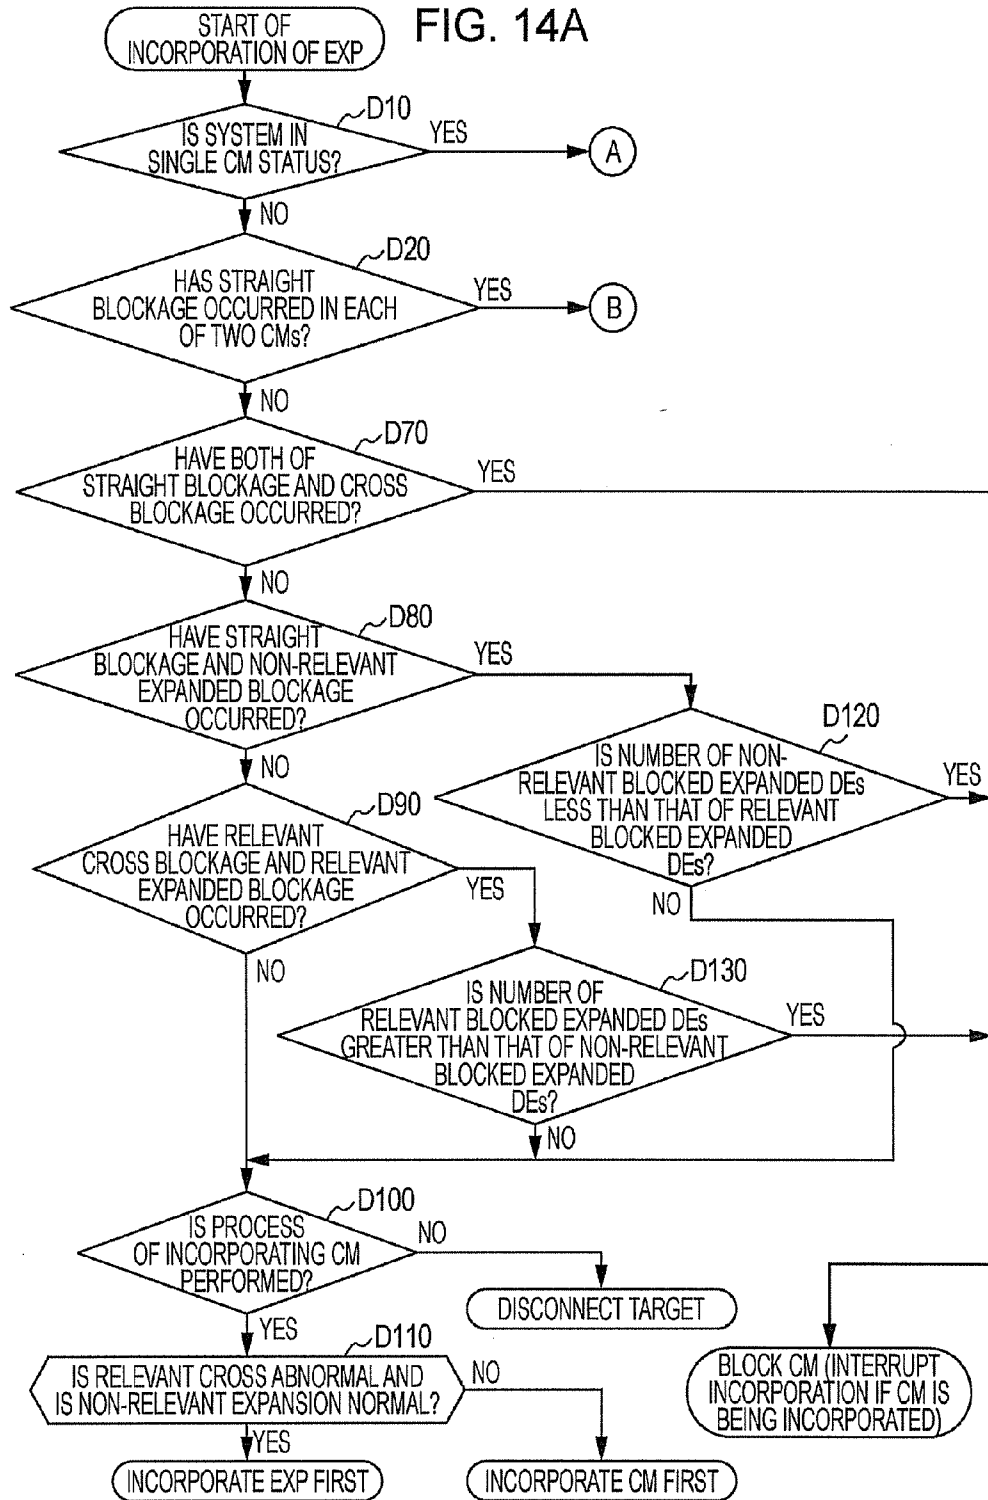 FIG. 14A
START OF
INCORPORATION OF EXP
D10
IS SYSTEM IN
SINGLE CM STATUS?
YES
A
NO
D20
HAS STRAIGHT
BLOCKAGE OCCURRED IN EACH
OF TWO CMs?
YES
B
NO
D70
HAVE BOTH OF
STRAIGHT BLOCKAGE AND CROSS
BLOCKAGE OCCURRED?
YES
NO
D80
HAVE STRAIGHT
BLOCKAGE AND NON-RELEVANT
EXPANDED BLOCKAGE
OCCURRED?
YES
NO
D120
IS NUMBER OF NON-
RELEVANT BLOCKED EXPANDED DEs
LESS THAN THAT OF RELEVANT
BLOCKED EXPANDED
DEs?
YES
NO
D90
HAVE RELEVANT
CROSS BLOCKAGE AND RELEVANT
EXPANDED BLOCKAGE
OCCURRED?
YES
NO
D130
IS NUMBER OF
RELEVANT BLOCKED EXPANDED DEs
GREATER THAN THAT OF NON-RELEVANT
BLOCKED EXPANDED
DEs?
YES
NO
D100
IS PROCESS
OF INCORPORATING CM
PERFORMED?
NO
DISCONNECT TARGET
YES
D110
IS RELEVANT CROSS ABNORMAL AND
IS NON-RELEVANT EXPANSION NORMAL?
NO
YES
BLOCK CM (INTERRUPT
INCORPORATION IF CM IS
BEING INCORPORATED)
INCORPORATE EXP FIRST
INCORPORATE CM FIRST